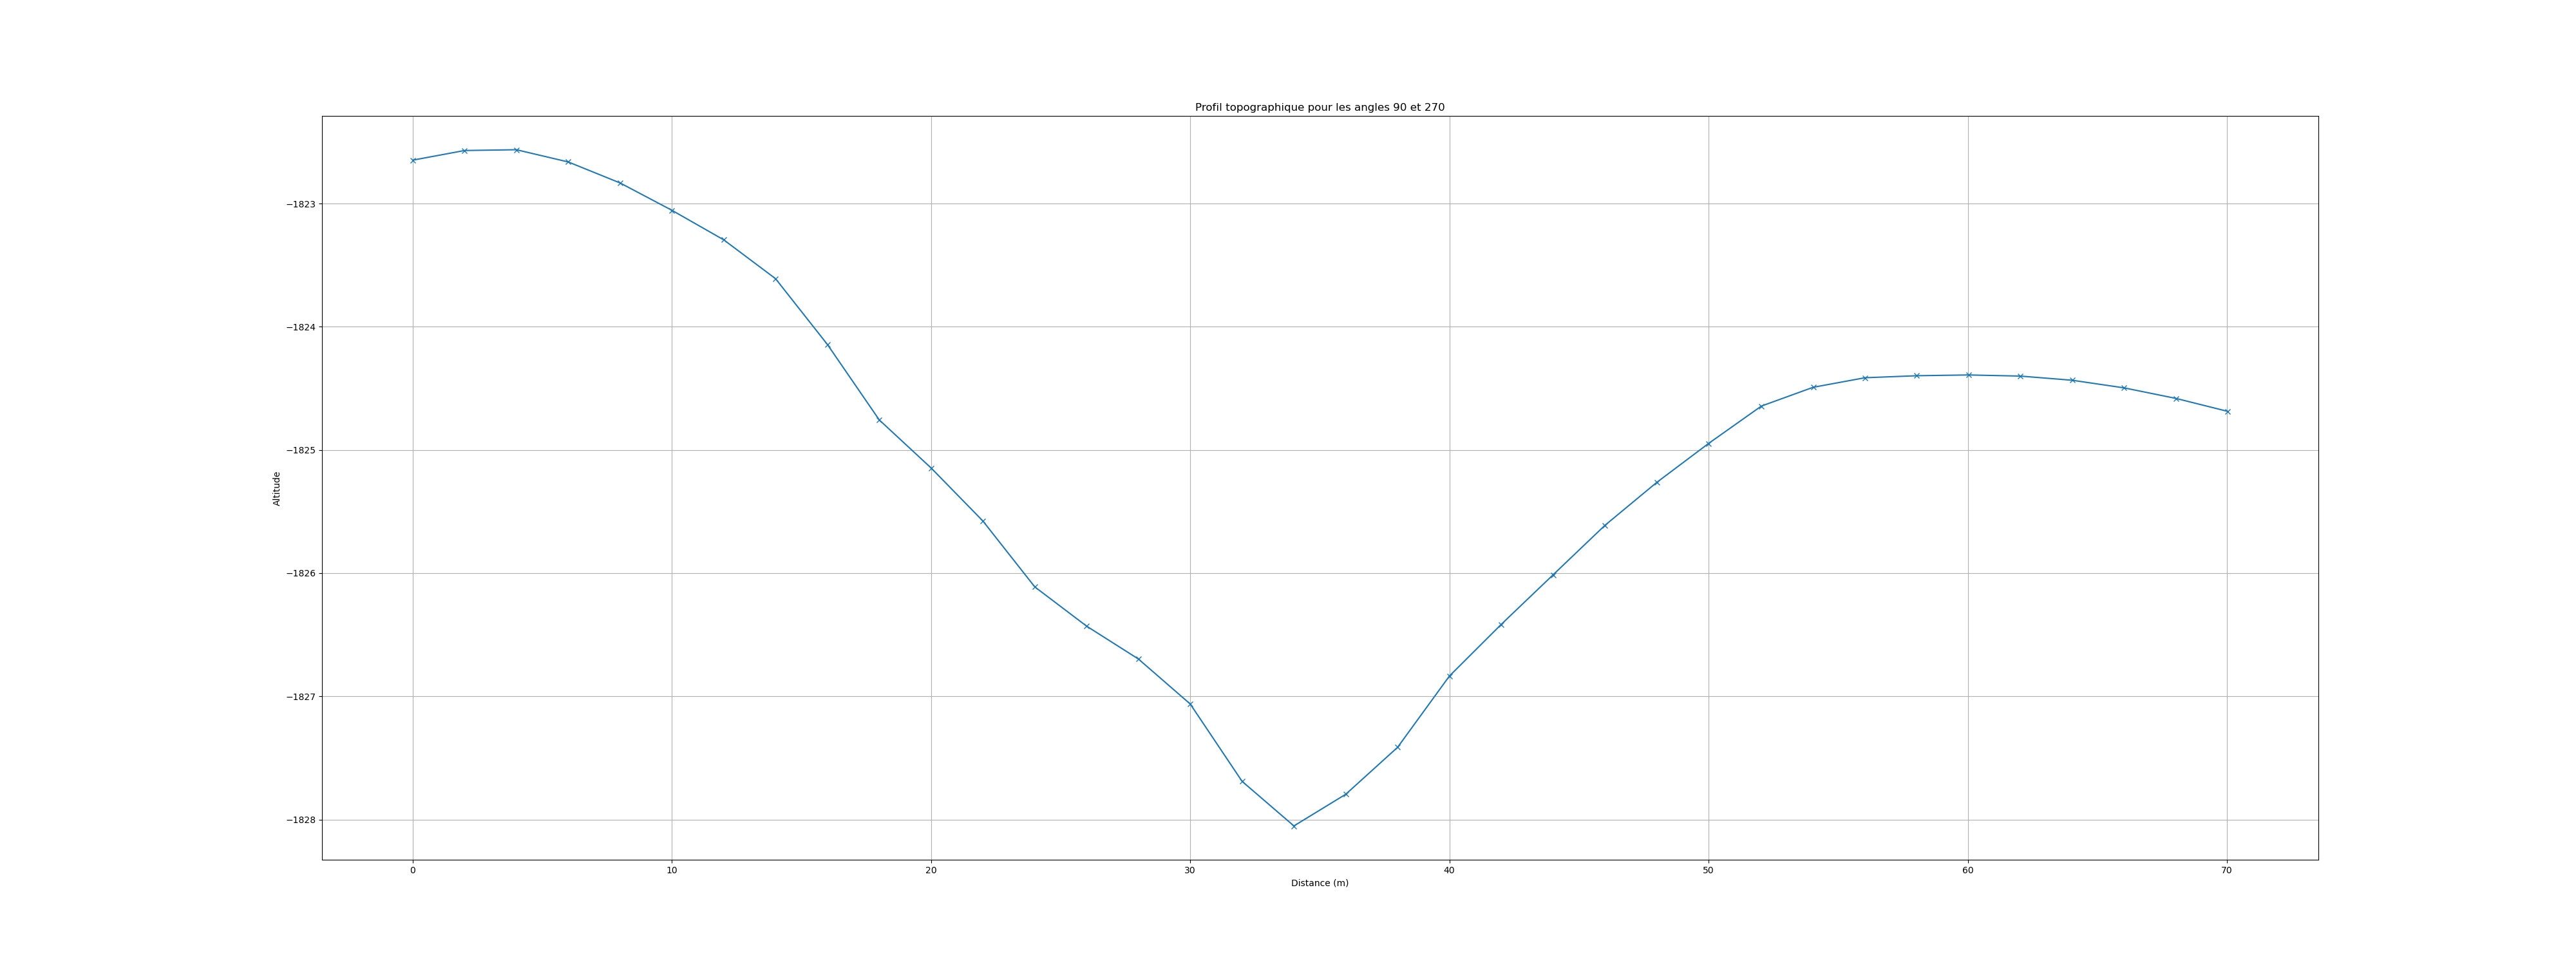 Profil topographique pour les angles 90 et 270
−1823
−1824
−1825
−1826
−1827
−1828
Altitude
0 10 20 30 40 50 60 70
Distance (m)